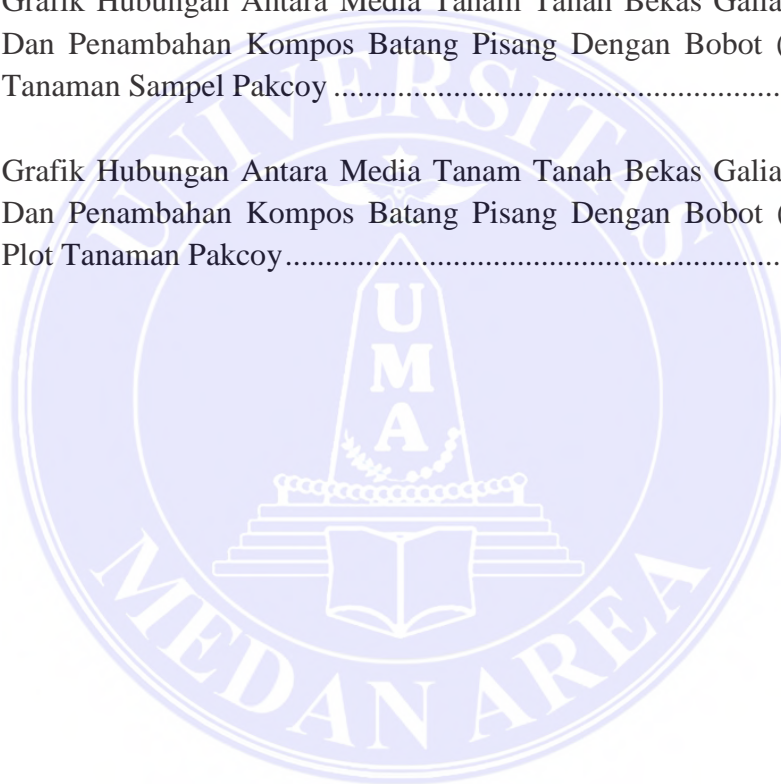 Grafik Hubungan Antara Media Tanam Tanah Bekas Galia
Dan Penambahan Kompos Batang Pisang Dengan Bobot (
Tanaman Sampel Pakcoy ........................................................
Grafik Hubungan Antara Media Tanam Tanah Bekas Galia
Dan Penambahan Kompos Batang Pisang Dengan Bobot (
Plot Tanaman Pakcoy..............................................................
UNIVERSITAS
U
M
A
MEDAN AREA